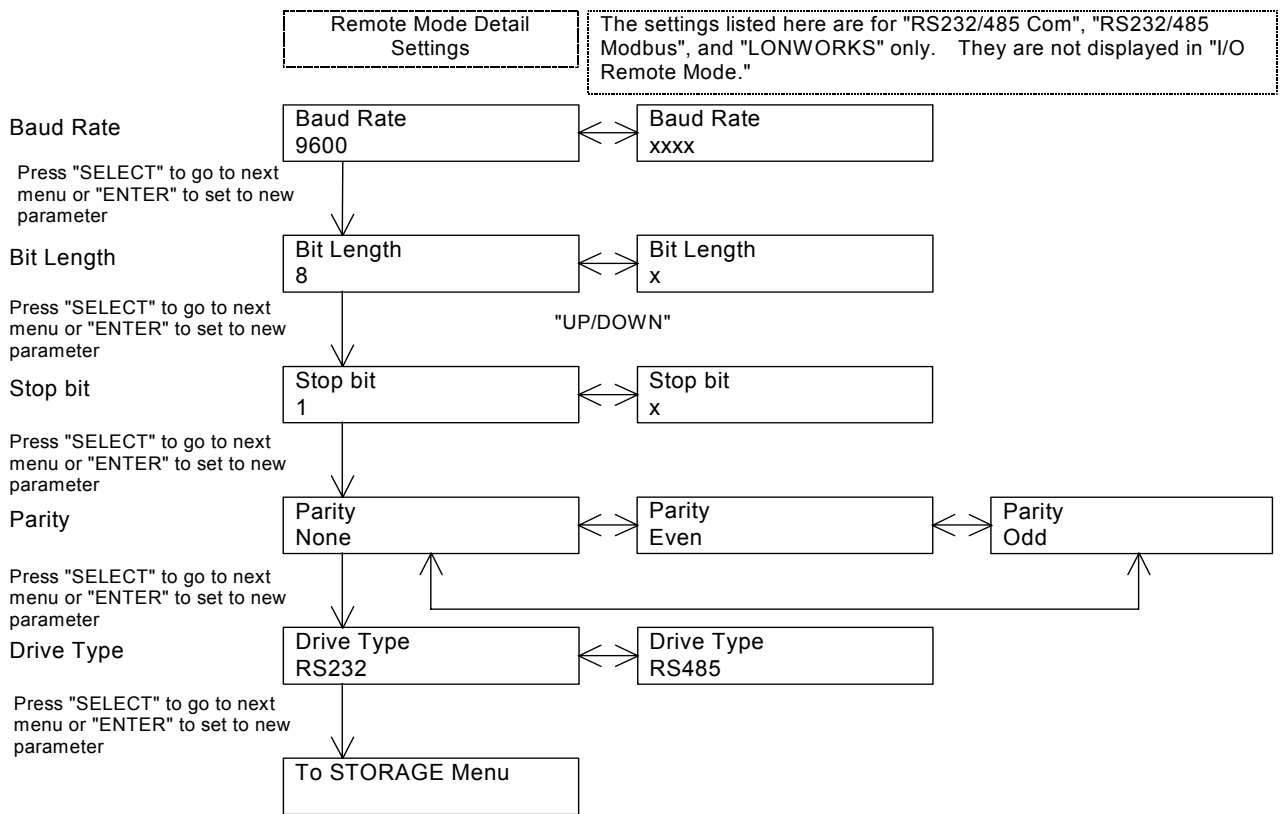 Remote Mode Detail
Settings
The settings listed here are for "RS232/485 Com", "RS232/485
Modbus", and "LONWORKS" only. They are not displayed in "I/O
Remote Mode."
Baud Rate
Baud Rate
9600
Baud Rate
xxxx
Press "SELECT" to go to next
menu or "ENTER" to set to new
parameter
Bit Length
Bit Length
8
Bit Length
x
Press "SELECT" to go to next
menu or "ENTER" to set to new
parameter
"UP/DOWN"
Stop bit
Stop bit
1
Stop bit
x
Press "SELECT" to go to next
menu or "ENTER" to set to new
parameter
Parity
Parity
None
Parity
Even
Parity
Odd
Press "SELECT" to go to next
menu or "ENTER" to set to new
parameter
Drive Type
Drive Type
RS232
Drive Type
RS485
Press "SELECT" to go to next
menu or "ENTER" to set to new
parameter
To STORAGE Menu